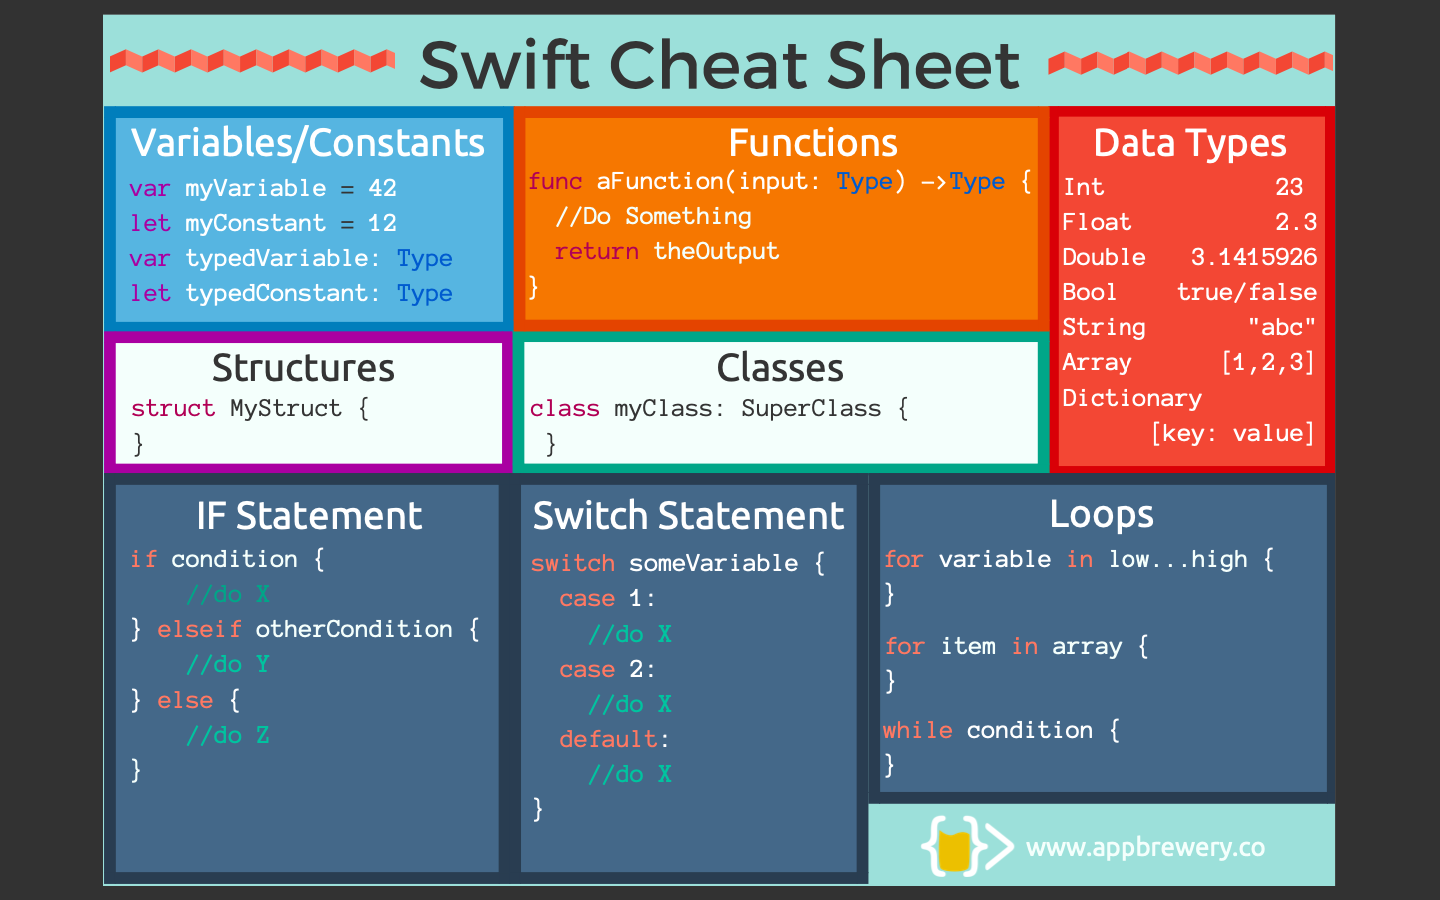 Swift Cheat Sheet
Variables/Constants
var myVariable = 42
let myConstant = 12
var typedVariable: Type
let typedConstant: Type
Functions
func aFunction(input: Type) ->Type {
//Do Something
return theOutput
}
Data Types
Int 23
Float 2.3
Double 3.1415926
Bool true/false
String "abc"
Array [1,2,3]
Dictionary
[key: value]
Structures
struct MyStruct {
}
Classes
class myClass: SuperClass {
}
IF Statement
if condition {
//do X
} elseif otherCondition {
//do Y
} else {
//do Z
}
Switch Statement
switch someVariable {
case 1:
//do X
case 2:
//do X
default:
//do X
}
Loops
for variable in low...high {
}
for item in array {
}
while condition {
}
www.appbrewery.co